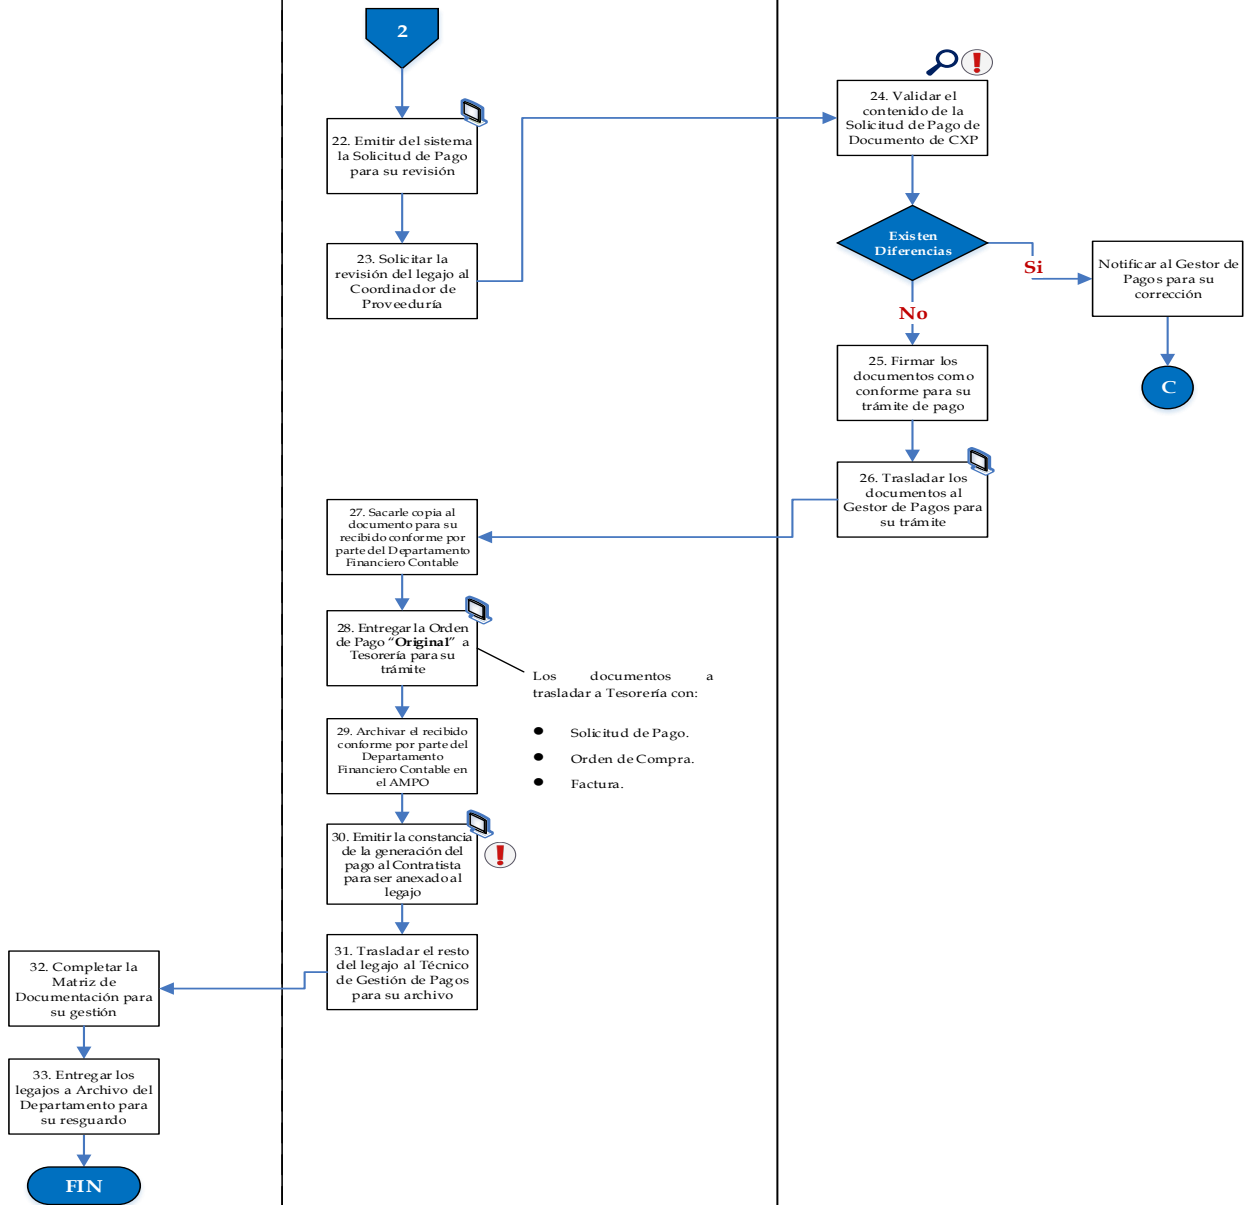 2
22. Emitir del sistema
la Solicitud de Pago
para su revisión
23. Solicitar la
revisión del legajo al
Coordinador de
Proveeduría
24. Validar el
contenido de la
Solicitud de Pago de
Documento de CXP
Existen
Diferencias
Si
Notificar al Gestor de
Pagos para su
corrección
C
No
25. Firmar los
documentos como
conforme para su
trámite de pago
26. Trasladar los
documentos al
Gestor de Pagos para
su trámite
27. Sacarle copia al
documento para su
recibido conforme por
parte del Departamento
Financiero Contable
28. Entregar la Orden
de Pago “Original” a
Tesorería para su
trámite
Los documentos a
trasladar a Tesorería con:
● Solicitud de Pago.
● Orden de Compra.
● Factura.
29. Archivar el recibido
conforme por parte del
Departamento
Financiero Contable en
el AMPO
30. Emitir la constancia
de la generación del
pago al Contratista
para ser anexado al
legajo
31. Trasladar el resto
del legajo al Técnico
de Gestión de Pagos
para su archivo
32. Completar la
Matriz de
Documentación para
su gestión
33. Entregar los
legajos a Archivo del
Departamento para
su resguardo
FIN